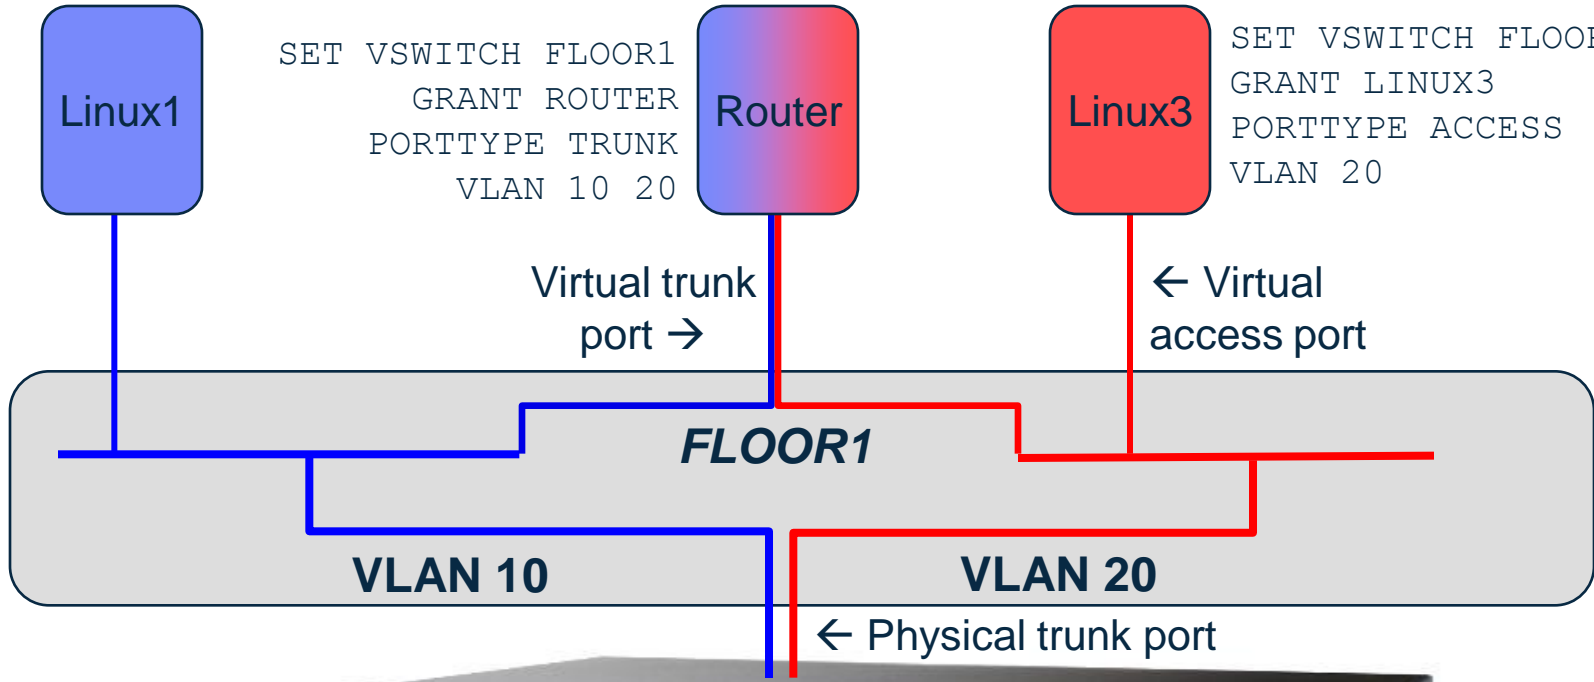 Linux1
SET VSWITCH FLOOR1
GRANT ROUTER
PORTTYPE TRUNK
VLAN 10 20
Router
Linux3
SET VSWITCH
GRANT LINUX3
PORTTYPE ACCESS
VLAN 20
Virtual trunk
port →
← Virtual
access port
FLOOR1
VLAN 10
VLAN 20
← Physical trunk port